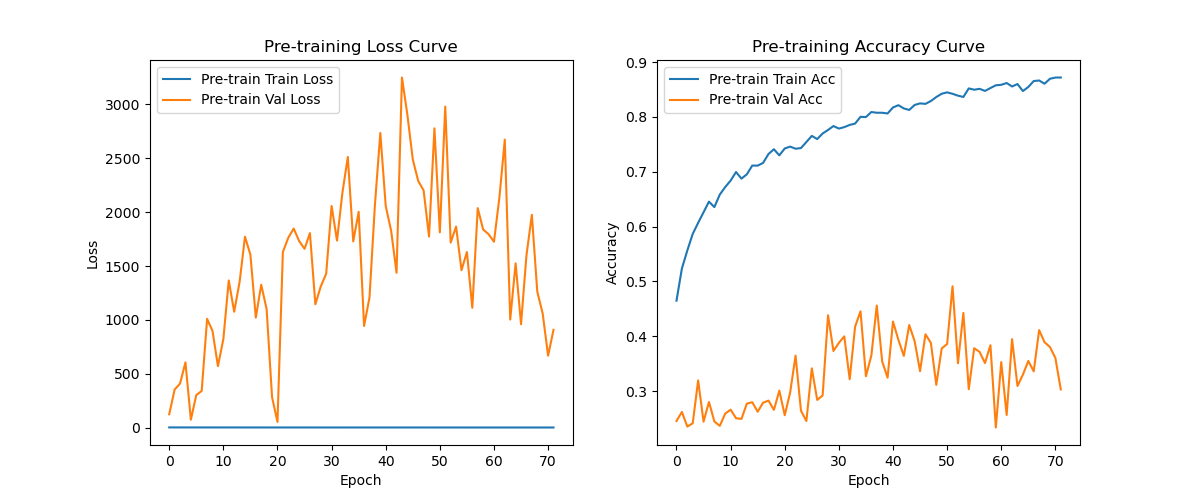 Pre-training Loss Curve
Pre-train Train Loss
Pre-train Val Loss
3000
2500
2000
1500
1000
500
0
Loss
0 10 20 30 40 50 60 70
Epoch
Pre-training Accuracy Curve
Pre-train Train Acc
Pre-train Val Acc
0.9
0.8
0.7
0.6
0.5
0.4
0.3
Accuracy
0 10 20 30 40 50 60 70
Epoch